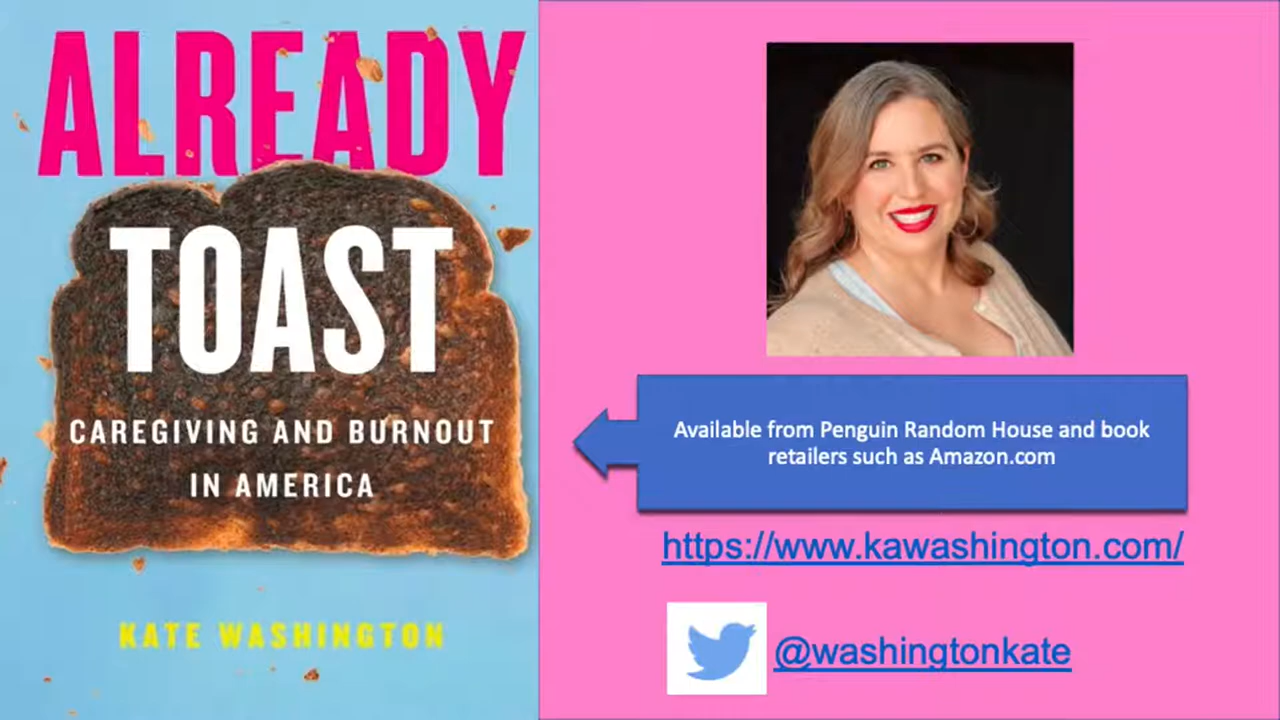 ALREADY
TOAST
CAREGIVING AND BURNOUT
IN AMERICA
KATE WASHINGTON
Available from Penguin Random House and book
retailers such as Amazon.com
https://www.kawashington.com/
@washingtonkate